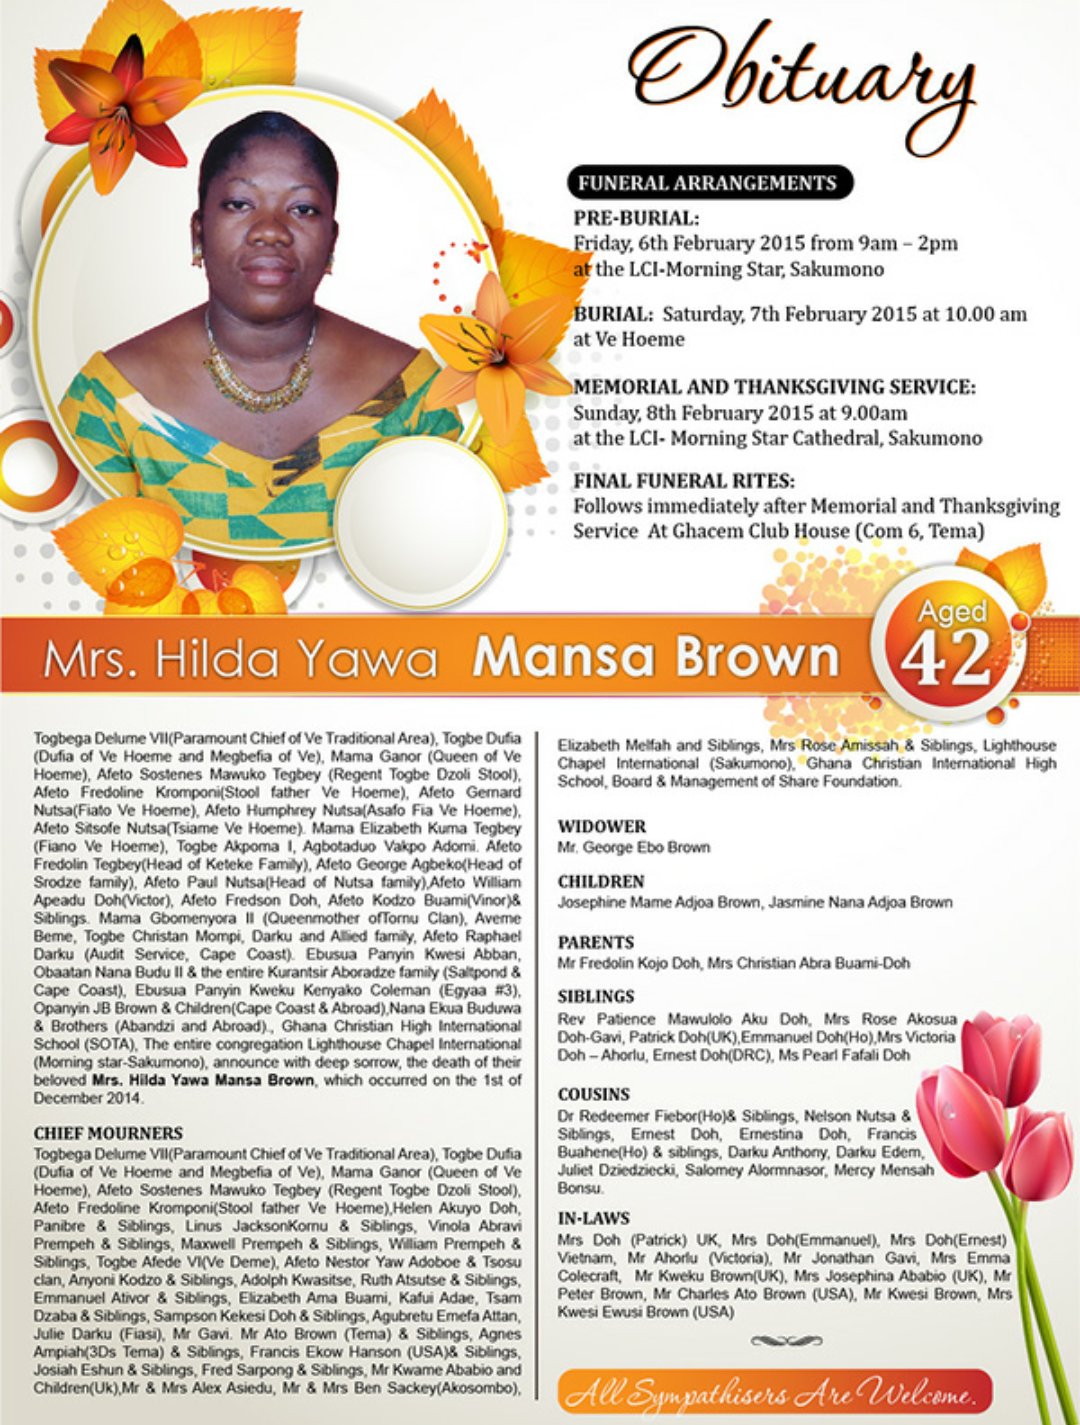 Obituary
FUNERAL ARRANGEMENTS
PRE-BURIAL:
Friday, 6th February 2015 from 9am – 2pm
at the LCI-Morning Star, Sakumono
BURIAL: Saturday, 7th February 2015 at 10.00 am
at Ve Hoeme
MEMORIAL AND THANKSGIVING SERVICE:
Sunday, 8th February 2015 at 9.00am
at the LCI- Morning Star Cathedral, Sakumono
FINAL FUNERAL RITES:
Follows immediately after Memorial and Thanksgiving
Service At Ghacem Club House (Com 6, Tema)
Mrs. Hilda Yawa Mansa Brown
Aged
42
Togbega Delume VII(Paramount Chief of Ve Traditional Area), Togbe Dufia
(Dufia of Ve Hoeme and Megbefia of Ve), Mama Ganor (Queen of Ve
Hoeme), Afeto Sostenes Mawuko Tegbey (Regent Togbe Dzoli Stool),
Afeto Fredoline Kromponi(Stool father Ve Hoeme), Afeto Gernard
Nutsa(Fiato Ve Hoeme), Afeto Humphrey Nutsa(Asafo Fia Ve Hoeme),
Afeto Sitsofe Nutsa(Tsiame Ve Hoeme). Mama Elizabeth Kuma Tegbey
(Fiano Ve Hoeme), Togbe Akpoma I, Agbotaduo Vakpo Adomi. Afeto
Fredolin Tegbey(Head of Keteke Family), Afeto George Agbeko(Head of
Srodze family), Afeto Paul Nutsa(Head of Nutsa family),Afeto William
Apeadu Doh(Victor), Afeto Fredson Doh, Afeto Kodzo Buami(Vinor)&
Siblings. Mama Gbomenyora II (Queenmother ofTornu Clan), Aveme
Beme, Togbe Christan Mompi, Darku and Allied family, Afeto Raphael
Darku (Audit Service, Cape Coast). Ebusua Panyin Kwesi Abban,
Obaatan Nana Budu II & the entire Kurantsir Aboradze family (Saltpond &
Cape Coast), Ebusua Panyin Kweku Kenyako Coleman (Egyaa #3),
Opanyin JB Brown & Children(Cape Coast & Abroad),Nana Ekua Buduwa
& Brothers (Abandzi and Abroad)., Ghana Christian High International
School (SOTA), The entire congregation Lighthouse Chapel International
(Morning star-Sakumono), announce with deep sorrow, the death of their
beloved Mrs. Hilda Yawa Mansa Brown, which occurred on the 1st of
December 2014.
CHIEF MOURNERS
Togbega Delume VII(Paramount Chief of Ve Traditional Area), Togbe Dufia
(Dufia of Ve Hoeme and Megbefia of Ve), Mama Ganor (Queen of Ve
Hoeme), Afeto Sostenes Mawuko Tegbey (Regent Togbe Dzoli Stool),
Afeto Fredoline Kromponi(Stool father Ve Hoeme),Helen Akuyo Doh,
Panibre & Siblings, Linus JacksonKornu & Siblings, Vinola Abravi
Prempeh & Siblings, Maxwell Prempeh & Siblings, William Prempeh &
Siblings, Togbe Afede VI(Ve Deme), Afeto Nestor Yaw Adoboe & Tsosu
clan, Anyoni Kodzo & Siblings, Adolph Kwasitse, Ruth Atsutse & Siblings,
Emmanuel Ativor & Siblings, Elizabeth Ama Buami, Kafui Adae, Tsam
Dzaba & Siblings, Sampson Kekesi Doh & Siblings, Agubretu Emefa Attan,
Julie Darku (Fiasi), Mr Gavi. Mr Ato Brown (Tema) & Siblings, Agnes
Ampiah(3Ds Tema) & Siblings, Francis Ekow Hanson (USA)& Siblings,
Josiah Eshun & Siblings, Fred Sarpong & Siblings, Mr Kwame Ababio and
Children(Uk),Mr & Mrs Alex Asiedu, Mr & Mrs Ben Sackey(Akosombo),
Elizabeth Melfah and Siblings, Mrs Rose Amissah & Siblings, Lighthouse
Chapel International (Sakumono), Ghana Christian International High
School, Board & Management of Share Foundation.
WIDOWER
Mr. George Ebo Brown
CHILDREN
Josephine Mame Adjoa Brown, Jasmine Nana Adjoa Brown
PARENTS
Mr Fredolin Kojo Doh, Mrs Christian Abra Buami-Doh
SIBLINGS
Rev Patience Mawulolo Aku Doh, Mrs Rose Akosua
Doh-Gavi, Patrick Doh(UK),Emmanuel Doh(Ho),Mrs Victoria
Doh – Ahorlu, Ernest Doh(DRC), Ms Pearl Fafali Doh
COUSINS
Dr Redeemer Fiebor(Ho)& Siblings, Nelson Nutsa &
Siblings, Ernest Doh, Ernestina Doh, Francis
Buahene(Ho) & siblings, Darku Anthony, Darku Edem,
Juliet Dziedziecki, Salomey Alormnasor, Mercy Mensah
Bonsu.
IN-LAWS
Mrs Doh (Patrick) UK, Mrs Doh(Emmanuel), Mrs Doh(Ernest)
Vietnam, Mr Ahorlu (Victoria), Mr Jonathan Gavi, Mrs Emma
Colecraft, Mr Kweku Brown(UK), Mrs Josephina Ababio (UK), Mr
Peter Brown, Mr Charles Ato Brown (USA), Mr Kwesi Brown, Mrs
Kwesi Ewusi Brown (USA)
All Sympathisers Are Welcome.